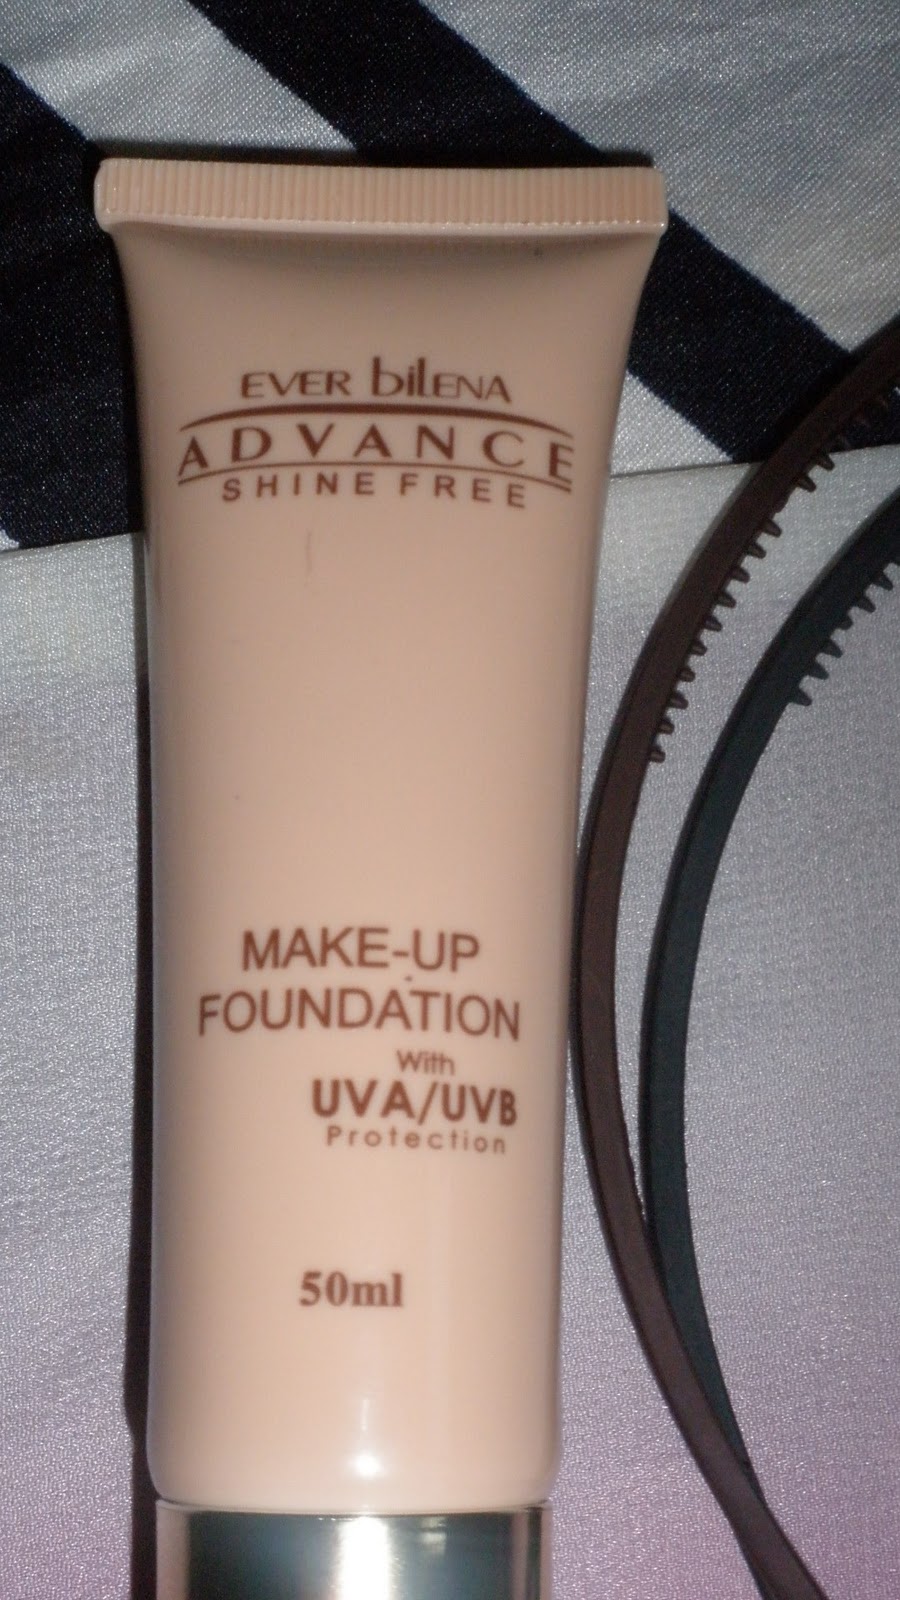 EVER bilENA
ADVANCE
SHINE FREE
MAKE-UP
FOUNDATION
With
UVA/UVB
Protection
50ml